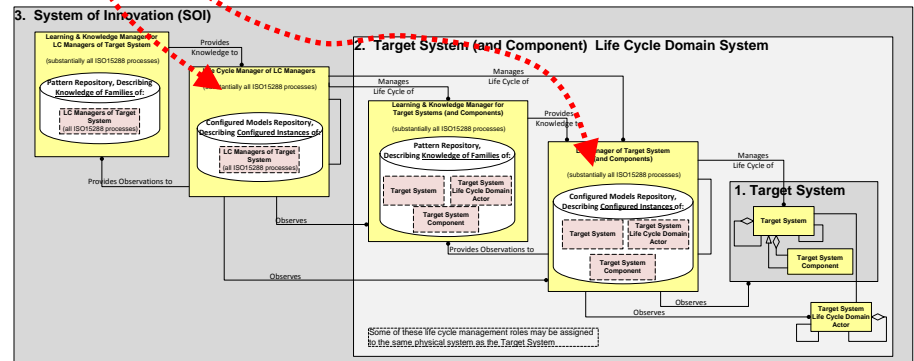 3. System of Innovation (SOI)
Learning & Knowledge Manager for
LC Managers of Target System
(substantially all ISO15288 processes)
Pattern Repository, Describing
Knowledge of Families of:
LC Managers of Target
System
(all ISO15288 processes)
Provides
Knowledge to
Provides Observations to
Life Cycle Manager of LC Managers
(substantially all ISO15288 processes)
Configured Models Repository,
Describing Configured Instances of:
LC Managers of Target
System
(all ISO15288 processes)
Manages
Life Cycle of
Manages
Life Cycle of
Observes
Observes
2. Target System (and Component) Life Cycle Domain System
Learning & Knowledge Manager for
Target Systems (and Components)
(substantially all ISO15288 processes)
Pattern Repository,
Describing Knowledge of Families of:
Target System
Target System
Life Cycle Domain
Actor
Target System
Component
Provides
Knowledge to
Provides Observations to
Manager of Target System
(and Components)
(substantially all ISO15288 processes)
Configured Models Repository,
Describing Configured Instances of:
Target System
Target System
Life Cycle Domain
Actor
Target System
Component
Manages
Life Cycle of
Observes
Observes
1. Target System
Target System
Target System
Component
Target System
Life Cycle Domain
Actor
Some of these life cycle management roles may be assigned
to the same physical system as the Target System